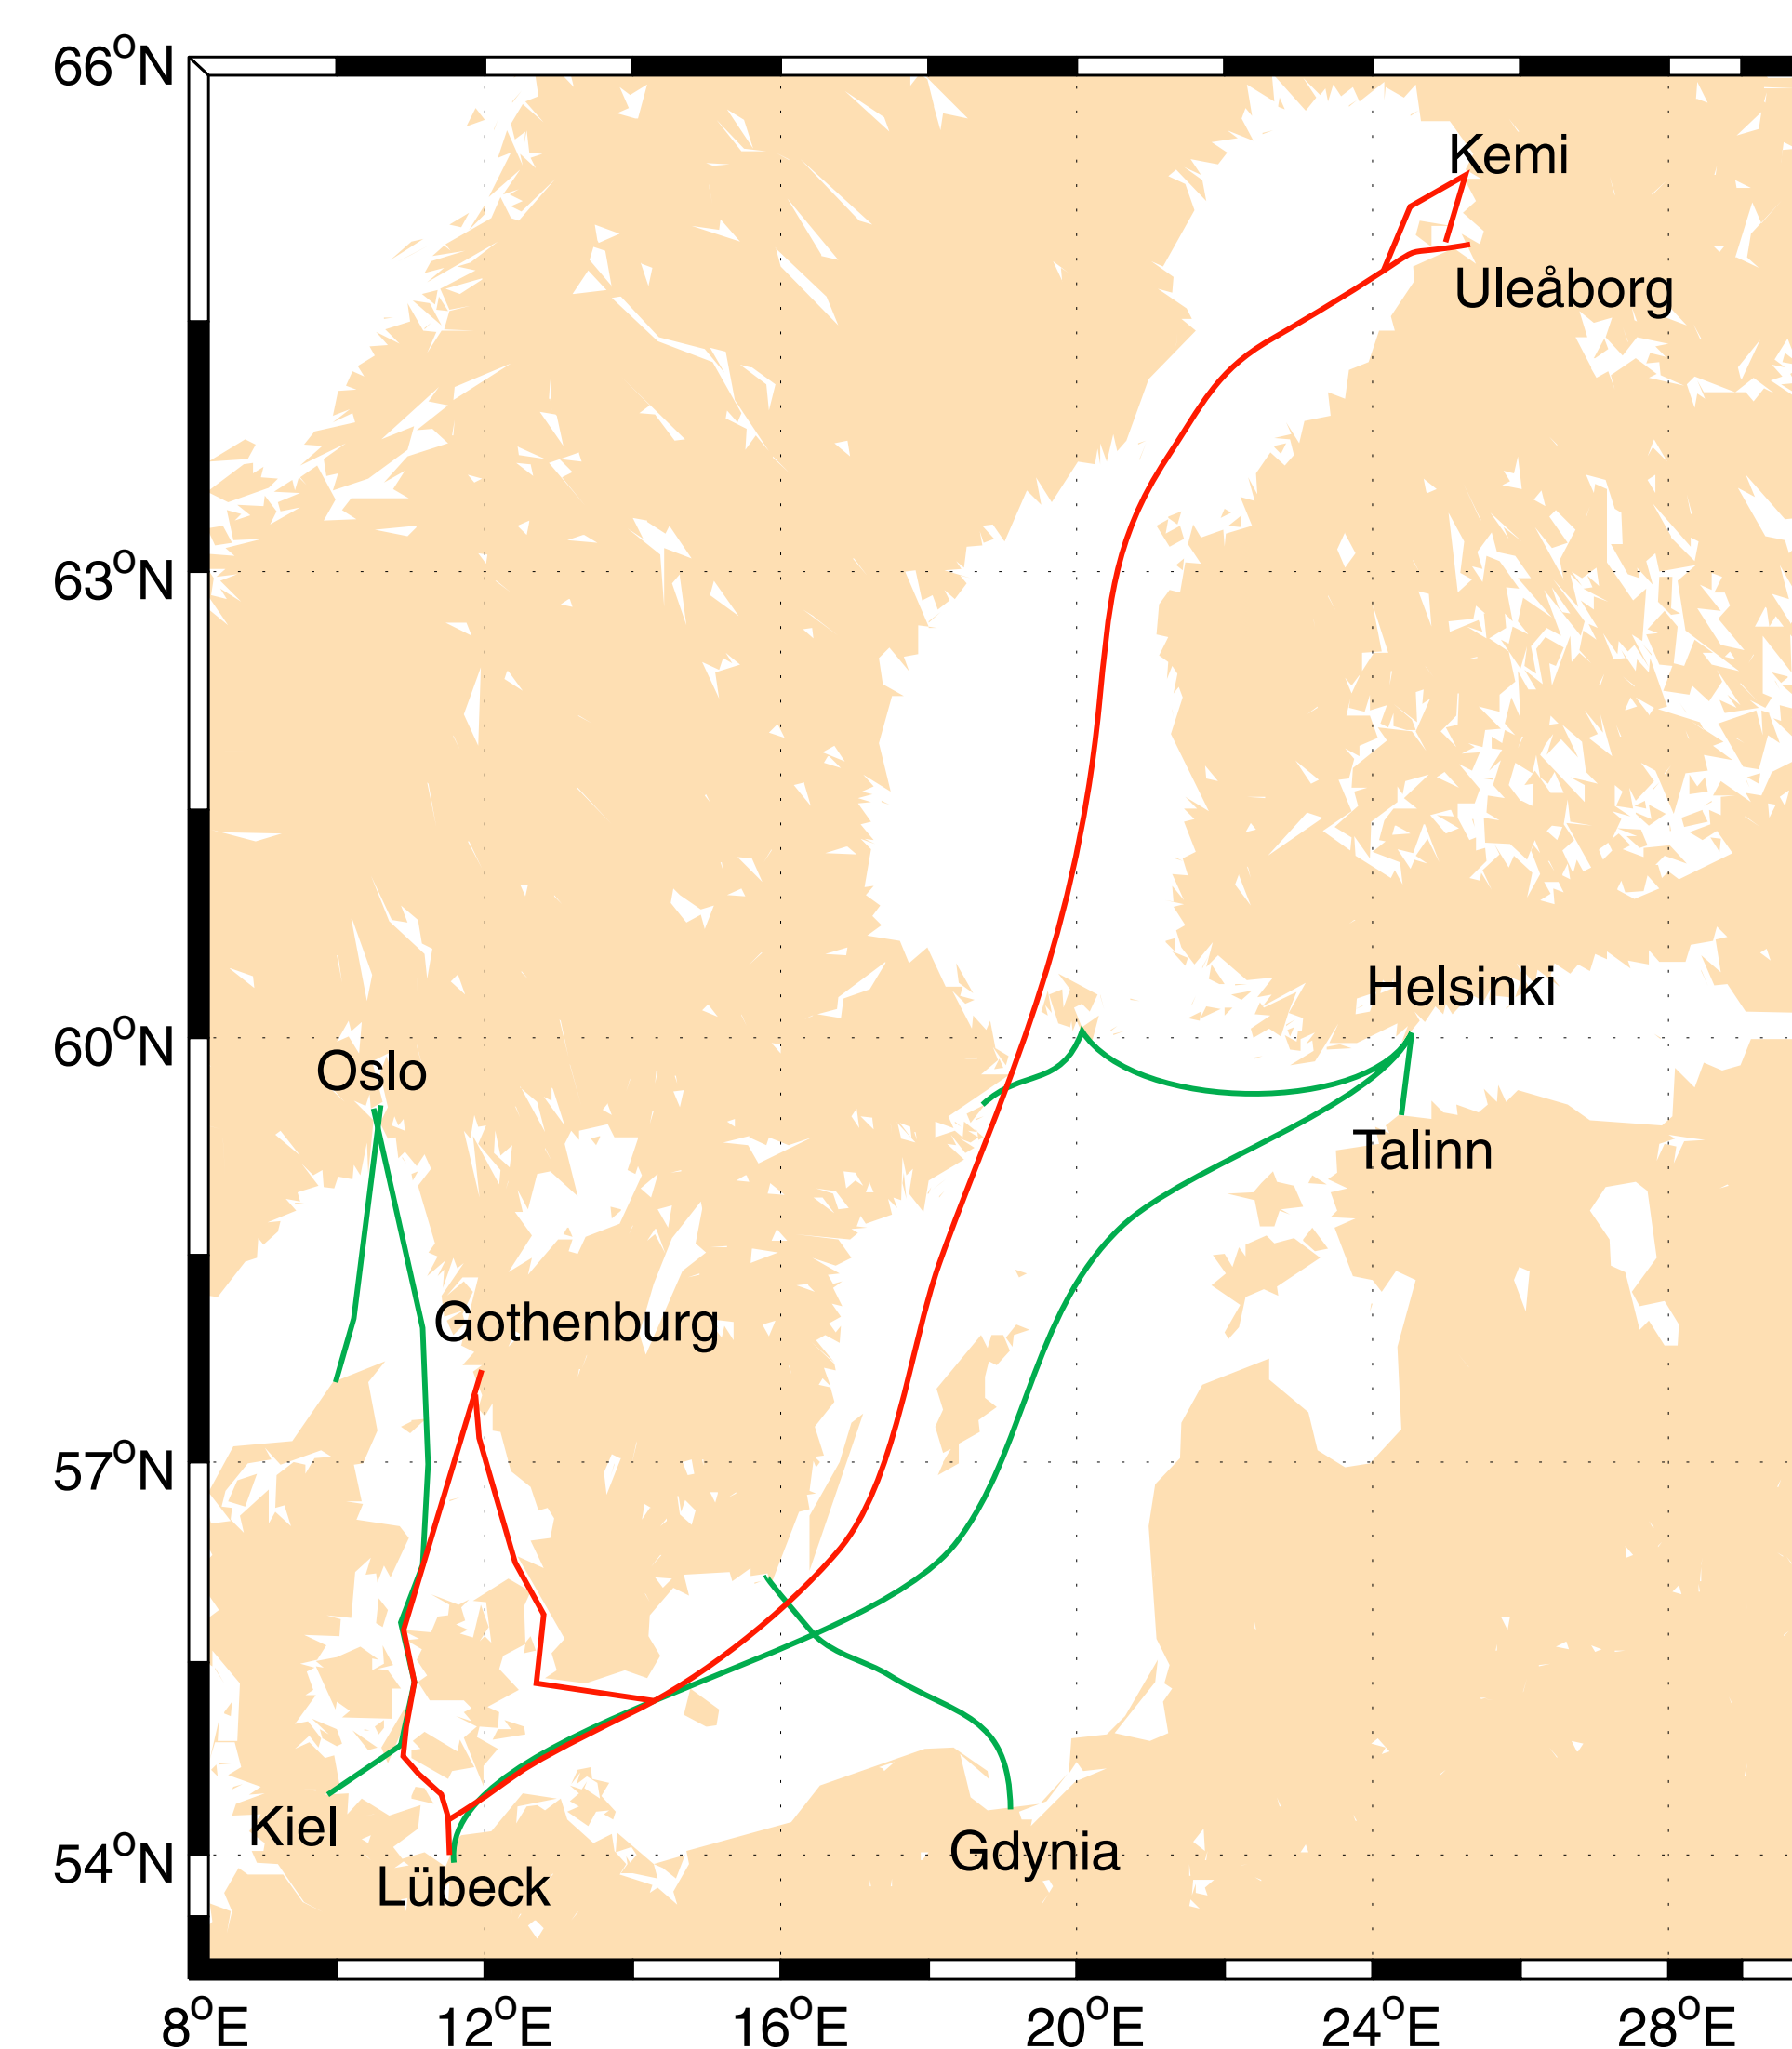 66°N
Kemi
Uleåborg
63°N
Helsinki
60°N
Oslo
Talinn
Gothenburg
57°N
Kiel
Gdynia
54°N
Lübeck
8°E 12°E 16°E 20°E 24°E 28°E